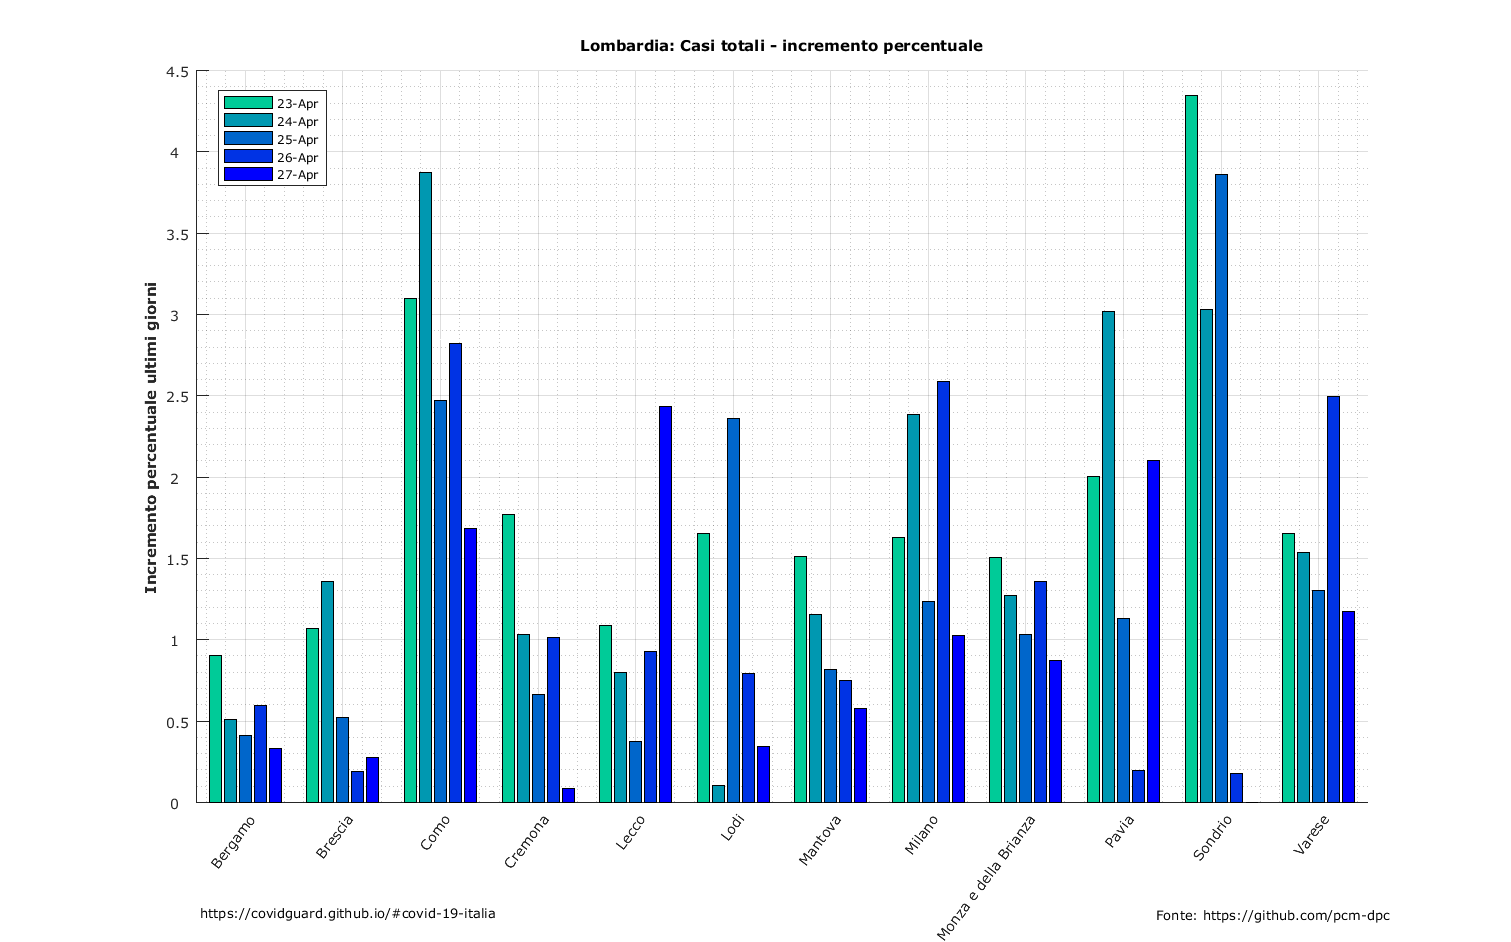 Lombardia: Casi totali - incremento percentuale
4.5
4
3.5
3
2.5
2
1.5
1
0.5
0
Incremento percentuale ultimi giorni
23-Apr
24-Apr
25-Apr
26-Apr
27-Apr
Bergamo
Brescia
Como
Cremona
Lecco
Lodi
Mantova
Milano
Monza e della Brianza
Pavia
Sondrio
Varese
https://covidguard.github.io/#covid-19-italia
Fonte: https://github.com/pcm-dpc